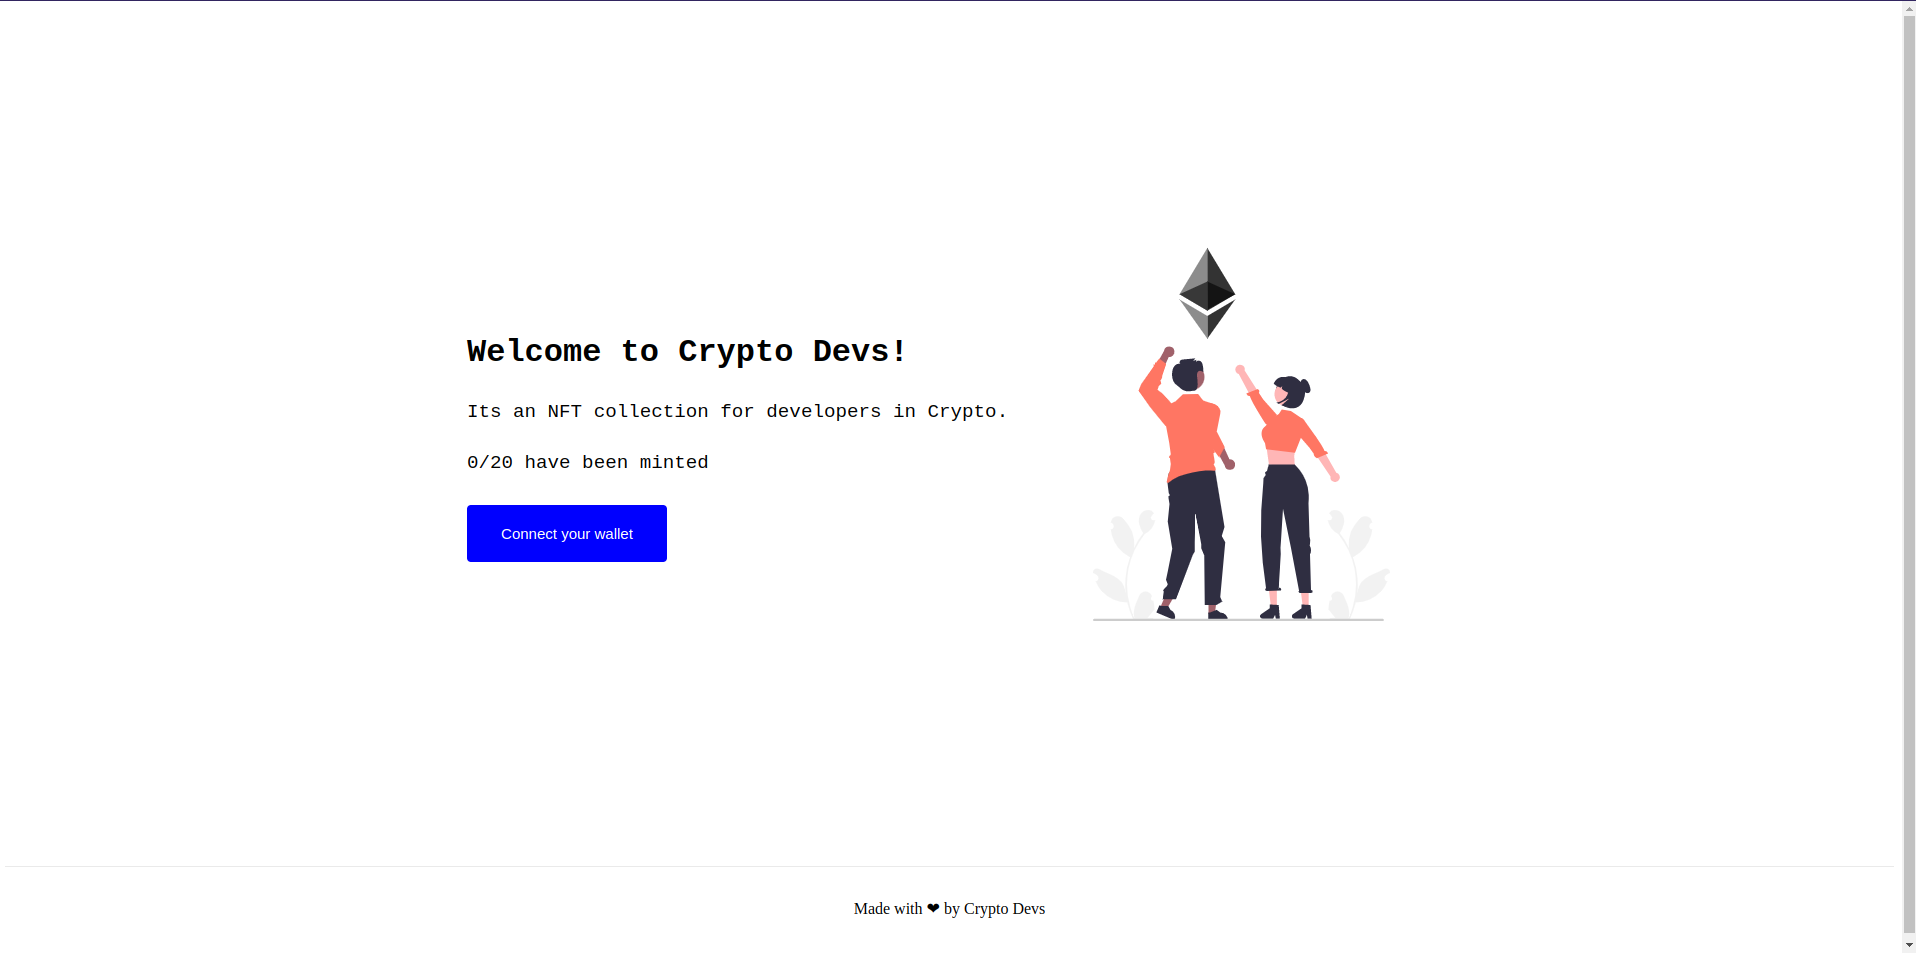 Welcome to Crypto Devs!
Its an NFT collection for developers in Crypto.
0/20 have been minted
Connect your wallet
Made with ❤ by Crypto Devs